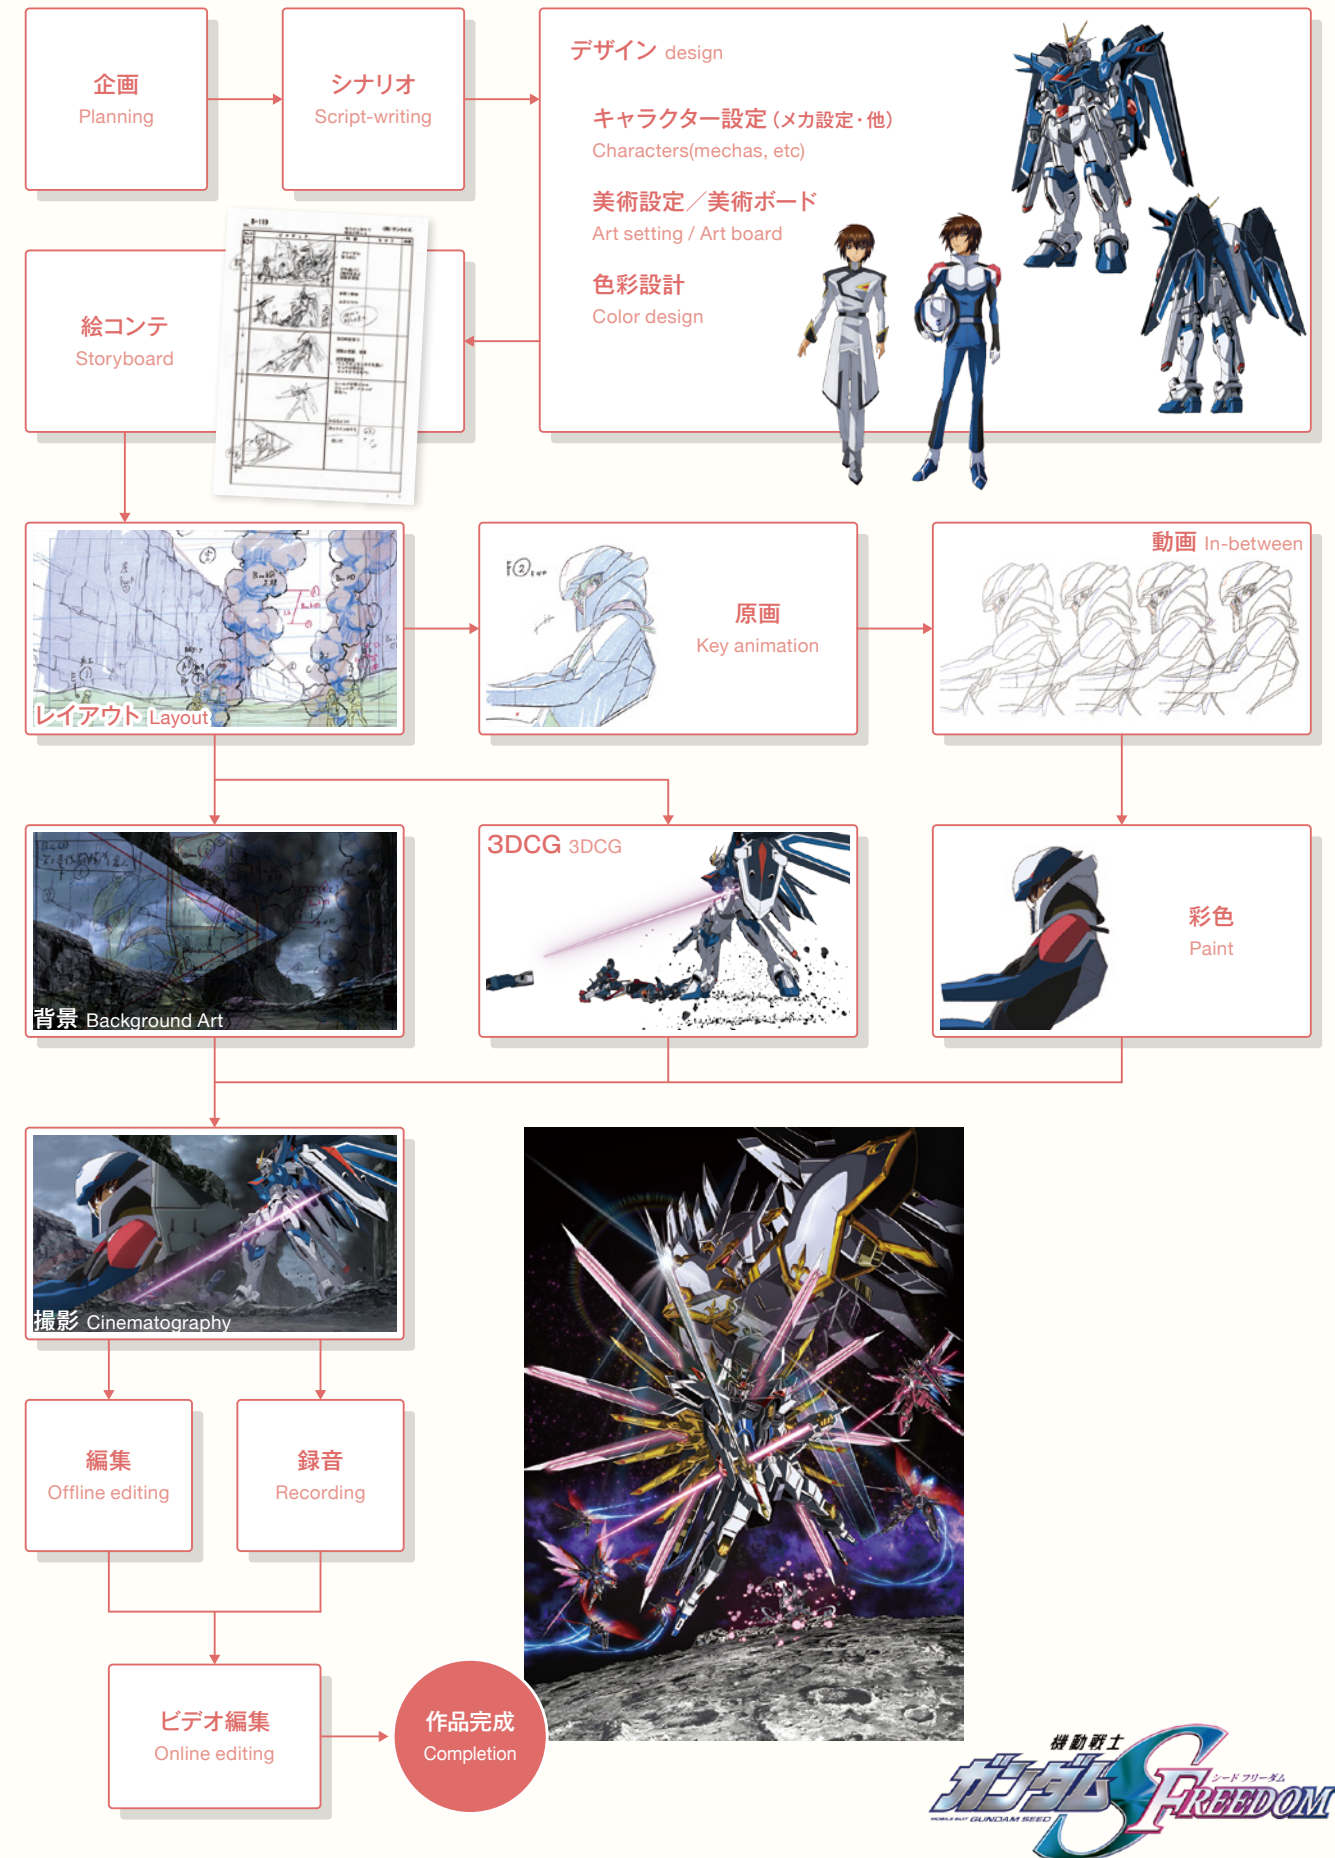 企画
Planning
シナリオ
Script-writing
デザイン design
キャラクター設定（メカ設定・他）
Characters(mechas, etc)
美術設定／美術ボード
Art setting / Art board
色彩設計
Color design
絵コンテ
Storyboard
レイアウト Layout
F②
原画
Key animation
動画 In-between
背景 Background Art
3DCG 3DCG
彩色
Paint
撮影 Cinematography
編集
Offline editing
録音
Recording
ビデオ編集
Online editing
作品完成
Completion
機動戦士
ガンダム
シード フリーダム
SFREEDOM
MOBILE SUIT GUNDAM SEED